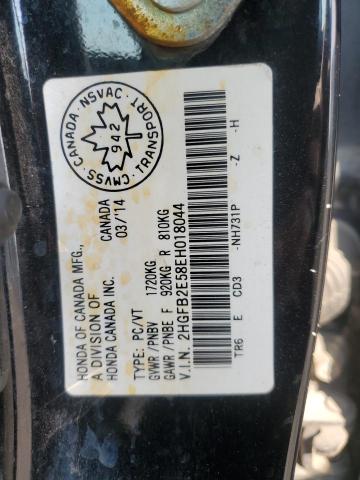 HONDA OF CANADA MFG.,
A DIVISION OF
HONDA CANADA INC.
CANADA
03/'14
TYPE: PC/VT
GVWR/PNBV 1720KG
GAWR/PNBE F 920KG R 810KG
V.I.N. 2HGFB2E58EH018044
TR6 E CD3 -NH731P -Z -H
CMVSS CANADA - NSVAC - TRANSPORT
942